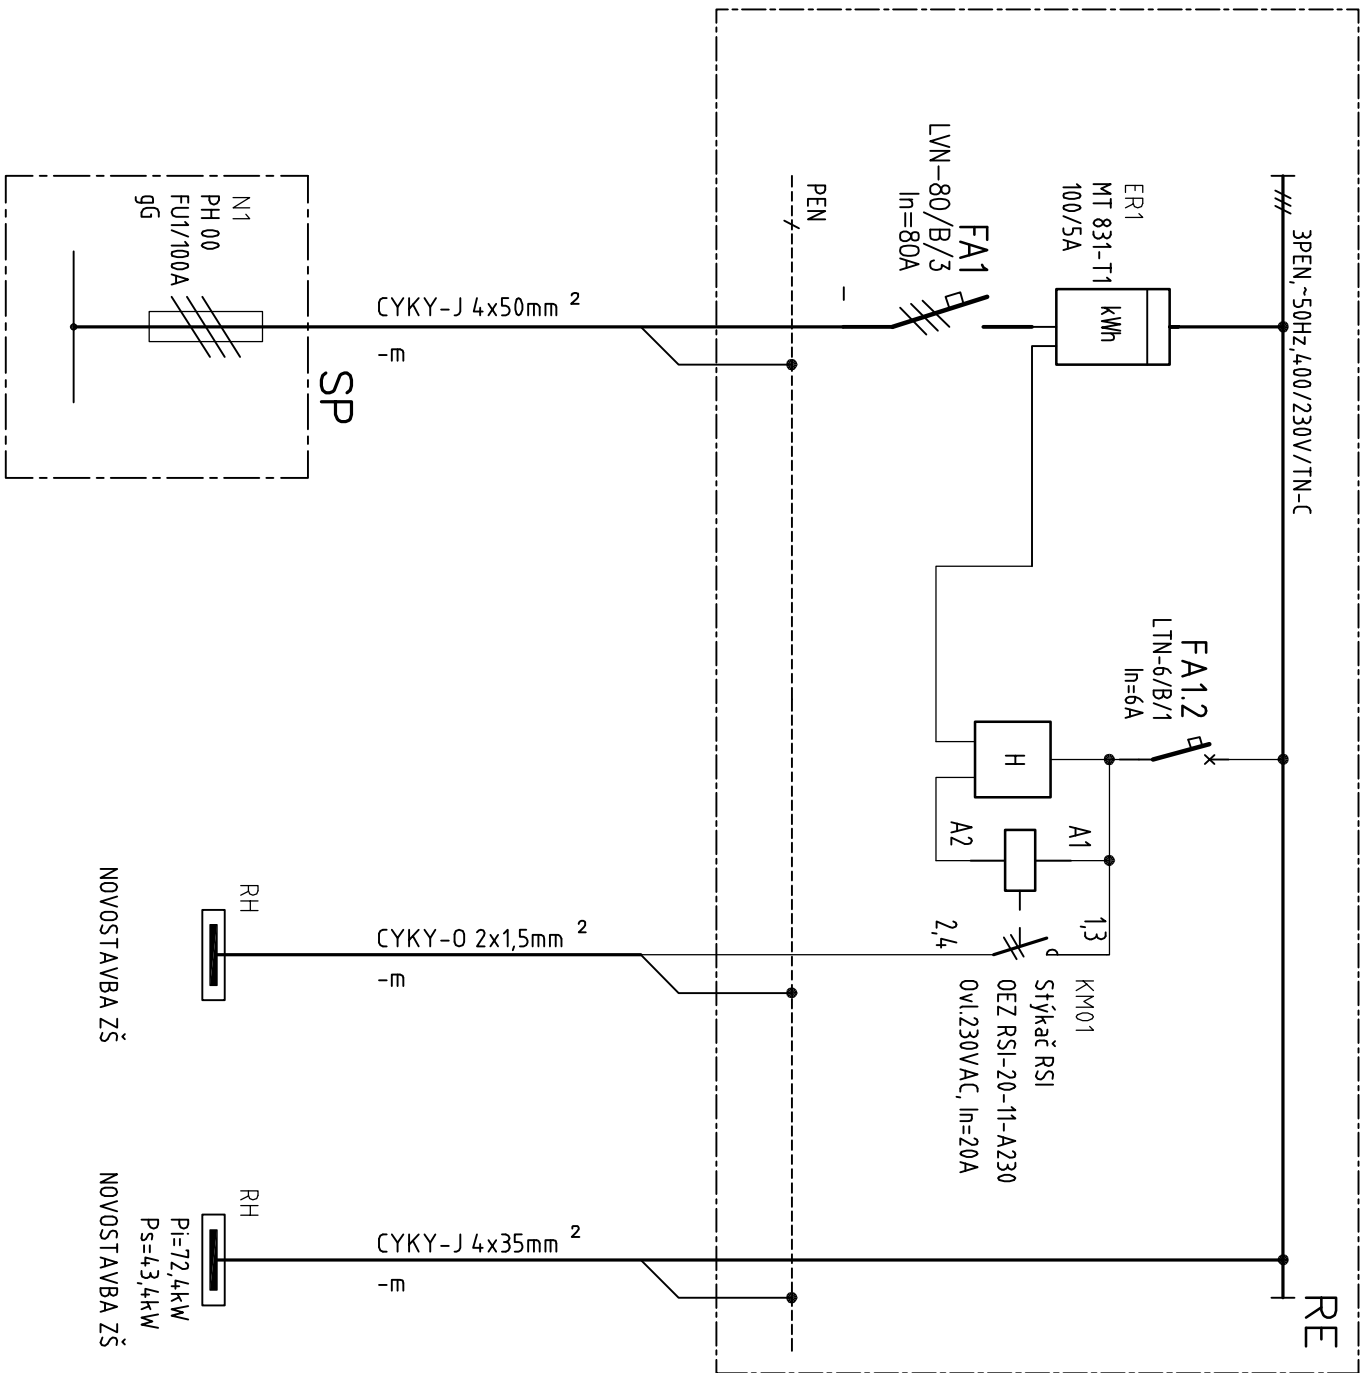 RE
3PEN,~50Hz,400/230V/TN-C
ER1
MT 831-T1
100/5A
kWh
FA1
LVN-80/B/3
In=80A
FA1.2
LTN-6/B/1
In=6A
H
A1
A2
1,3
2,4
KM01
Stýkač RSI
OEZ RSI-20-11-A230
Ovl.230VAC, In=20A
PEN
CYKY-J 4x50mm 2
-m
CYKY-O 2x1,5mm 2
-m
CYKY-J 4x35mm 2
-m
SP
N1
PH 00
FU1/100A
gG
RH
NOVOSTAVBA ZŠ
RH
Pi=72,4kW
Ps=43,4kW
NOVOSTAVBA ZŠ